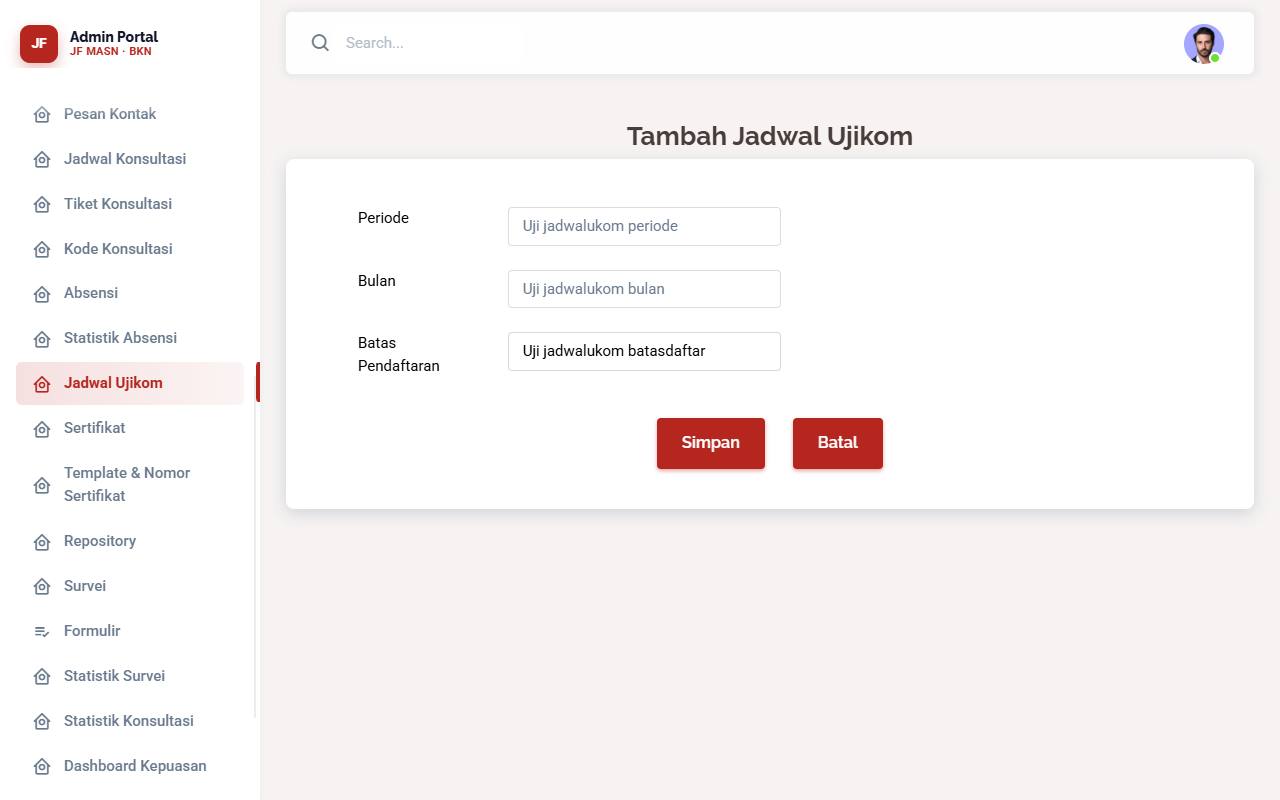 JF
Admin Portal
JF MASN · BKN
Search...
Pesan Kontak
Jadwal Konsultasi
Tiket Konsultasi
Kode Konsultasi
Absensi
Statistik Absensi
Jadwal Ujikom
Sertifikat
Template & Nomor
Sertifikat
Repository
Survei
Formulir
Statistik Survei
Statistik Konsultasi
Dashboard Kepuasan
Tambah Jadwal Ujikom
Periode
Uji jadwalukom periode
Bulan
Uji jadwalukom bulan
Batas
Pendaftaran
Uji jadwalukom batasdaftar
Simpan
Batal